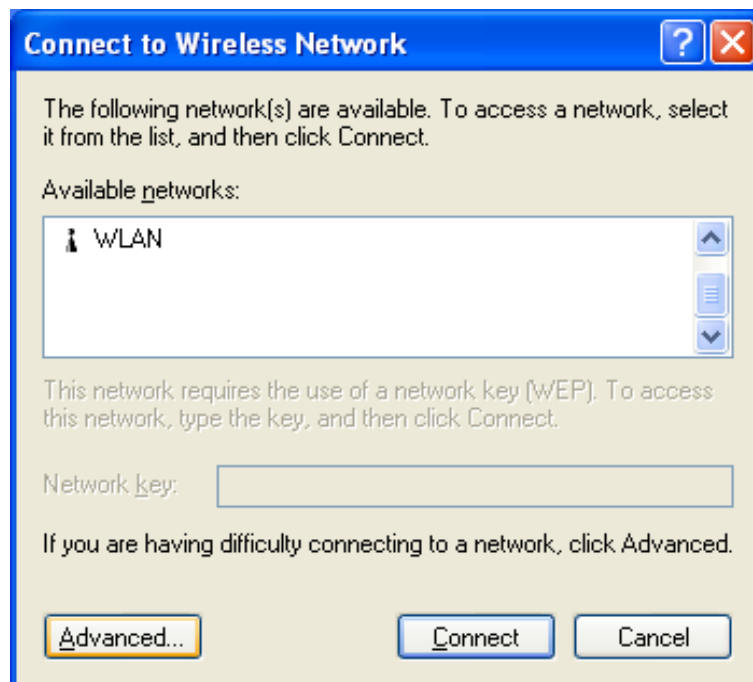 Connect to Wireless Network
The following network(s) are available. To access a network, select
it from the list, and then click Connect.
Available networks:
WLAN
This network requires the use of a network key (WEP). To access
this network, type the key, and then click Connect.
Network key:
If you are having difficulty connecting to a network, click Advanced.
Advanced... Connect Cancel